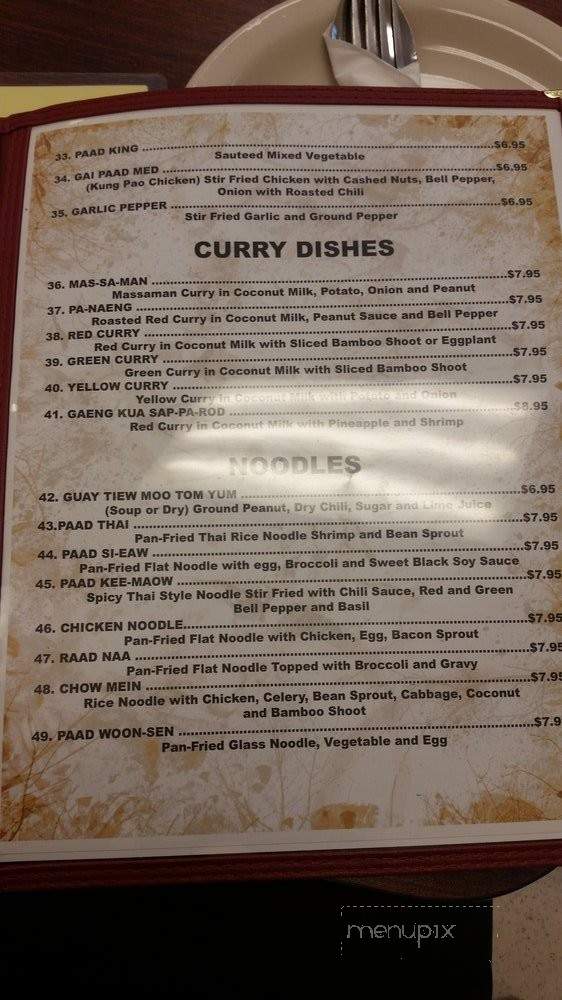 33. PAAD KING ..................................................$6.95
Sauteed Mixed Vegetable
34. GAI PAAD MED ..................................................$6.95
(Kung Pao Chicken) Stir Fried Chicken with Cashed Nuts, Bell Pepper,
Onion with Roasted Chili
35. GARLIC PEPPER ..................................................$6.95
Stir Fried Garlic and Ground Pepper
CURRY DISHES
36. MAS-SA-MAN ..................................................$7.95
Massaman Curry in Coconut Milk, Potato, Onion and Peanut
37. PA-NAENG ..................................................$7.95
Roasted Red Curry in Coconut Milk, Peanut Sauce and Bell Pepper
38. RED CURRY ..................................................$7.95
Red Curry in Coconut Milk with Sliced Bamboo Shoot or Eggplant
39. GREEN CURRY ..................................................$7.95
Green Curry in Coconut Milk with Sliced Bamboo Shoot
40. YELLOW CURRY ..................................................$7.95
Yellow Curry in Coconut Milk with Potato and Onion
41. GAENG KUA SAP-PA-ROD ..................................................$8.95
Red Curry in Coconut Milk with Pineapple and Shrimp
NOODLES
42. GUAY TIEW MOO TOM YUM ..................................................$6.95
(Soup or Dry) Ground Peanut, Dry Chili, Sugar and Lime Juice
43.PAAD THAI ..................................................$7.95
Pan-Fried Thai Rice Noodle Shrimp and Bean Sprout
44. PAAD SI-EAW ..................................................$7.95
Pan-Fried Flat Noodle with egg, Broccoli and Sweet Black Soy Sauce
45. PAAD KEE-MAOW ..................................................$7.95
Spicy Thai Style Noodle Stir Fried with Chili Sauce, Red and Green
Bell Pepper and Basil
46. CHICKEN NOODLE..................................................$7.95
Pan-Fried Flat Noodle with Chicken, Egg, Bacon Sprout
47. RAAD NAA ..................................................$7.95
Pan-Fried Flat Noodle Topped with Broccoli and Gravy
48. CHOW MEIN ..................................................$7.95
Rice Noodle with Chicken, Celery, Bean Sprout, Cabbage, Coconut
and Bamboo Shoot
49. PAAD WOON-SEN ..................................................$7.9
Pan-Fried Glass Noodle, Vegetable and Egg
menupix